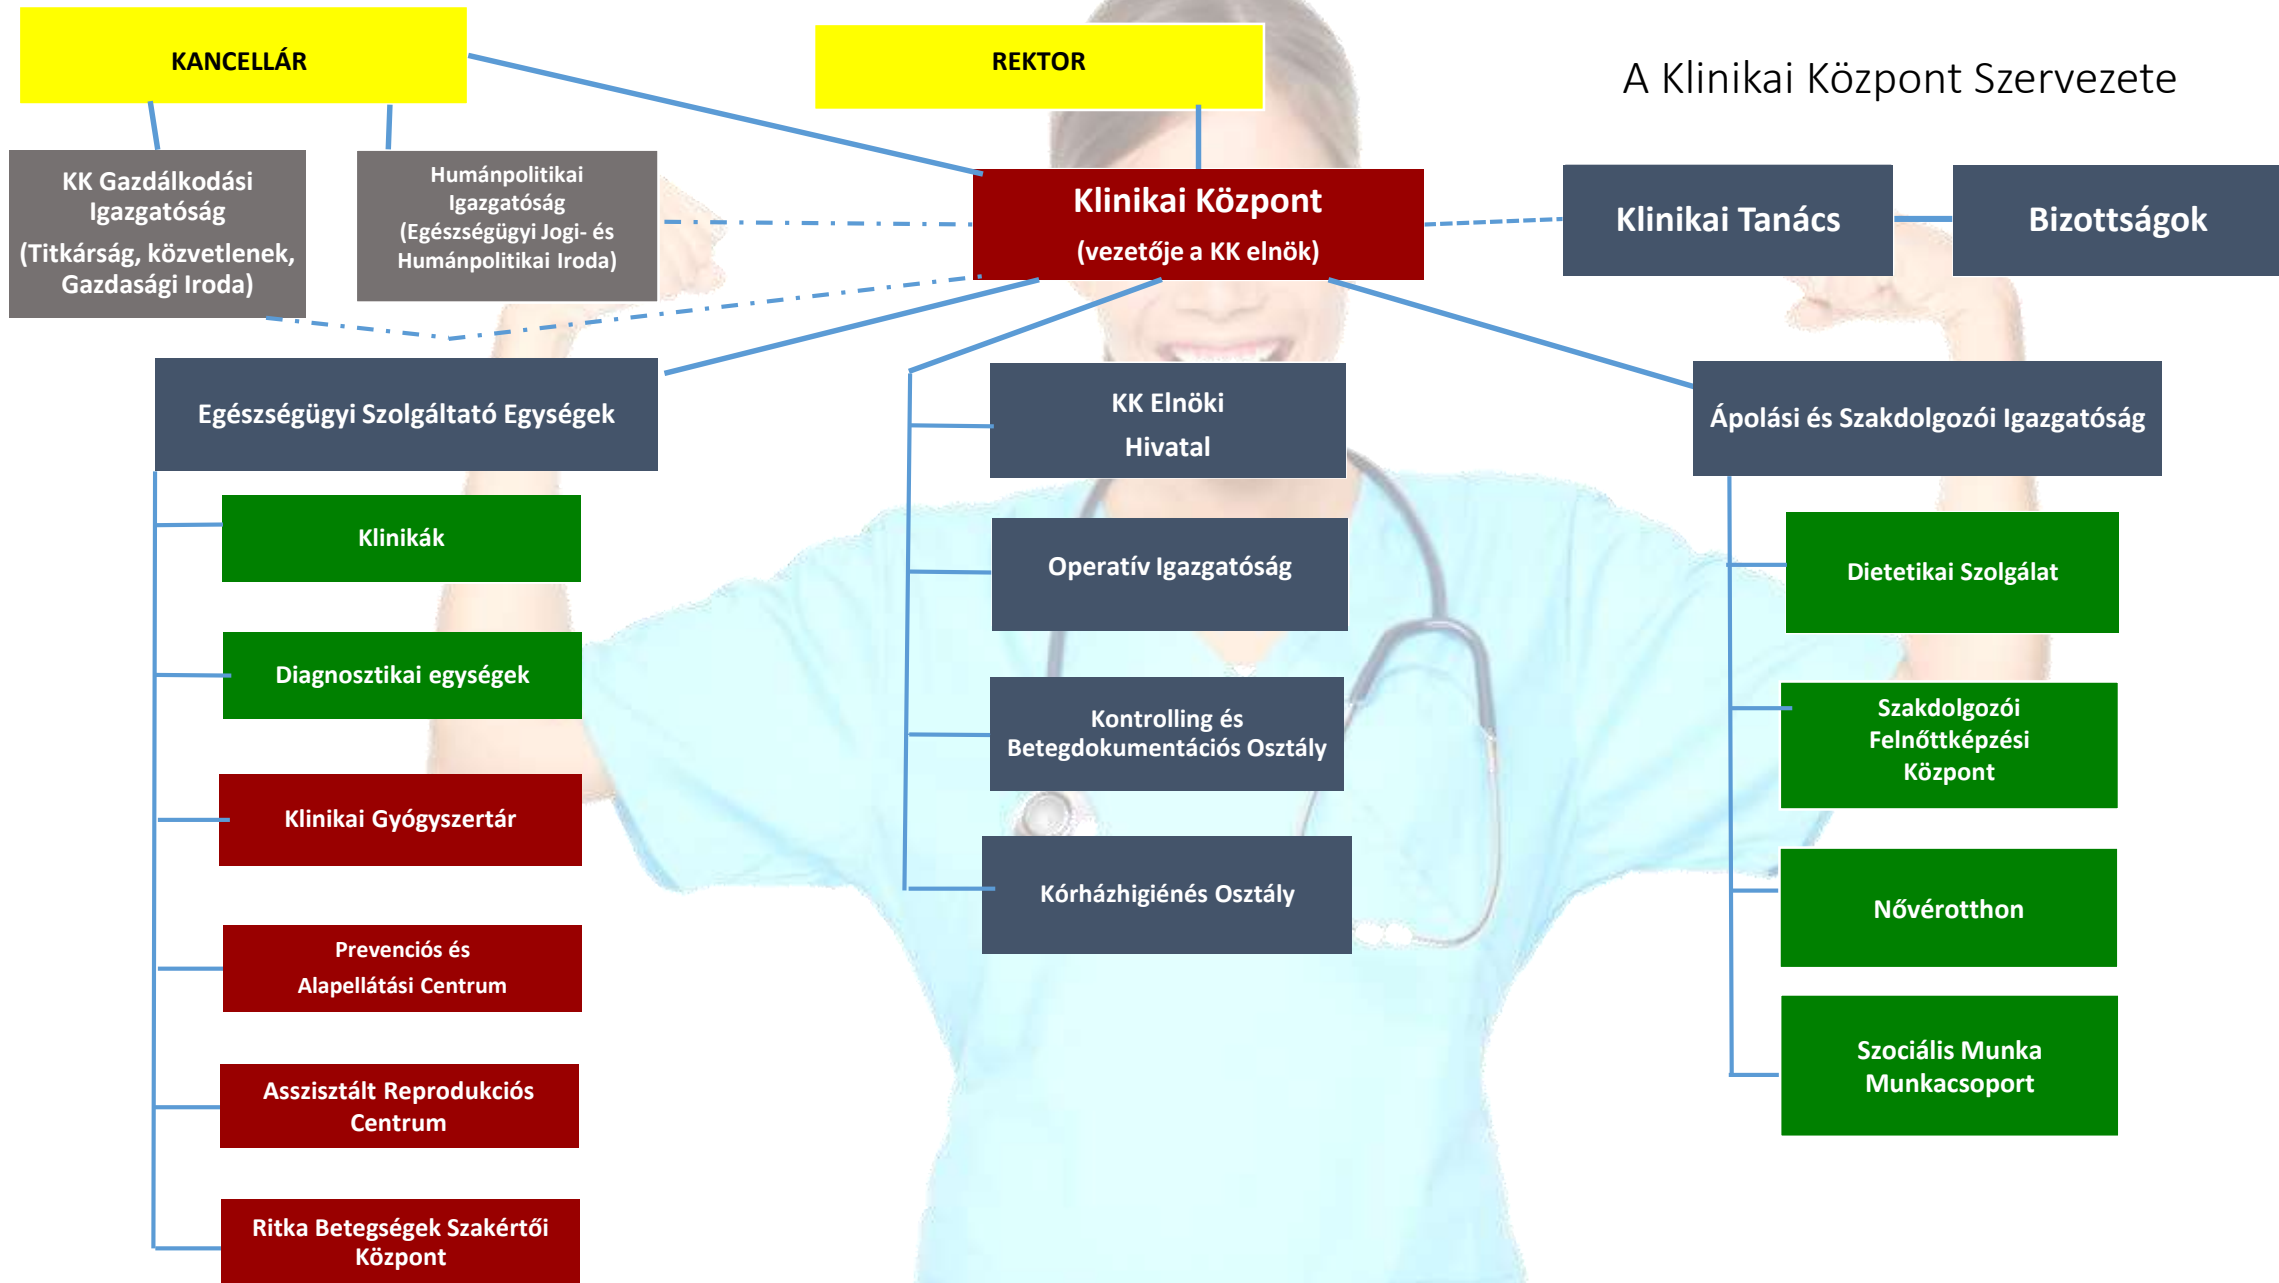 KANCELLÁR
REKTOR
A Klinikai Központ Szervezete
KK Gazdálkodási
Igazgatóság
(Titkárság, közvetlenek,
Gazdasági Iroda)
Humánpolitikai
Igazgatóság
(Egészségügyi Jogi- és
Humánpolitikai Iroda)
Klinikai Központ
(vezetője a KK elnök)
Klinikai Tanács
Bizottságok
Egészségügyi Szolgáltató Egységek
Klinikák
Diagnosztikai egységek
Klinikai Gyógyszertár
Prevenciós és
Alapellátási Centrum
Asszisztált Reprodukciós
Centrum
Ritka Betegségek Szakértői
Központ
KK Elnöki
Hivatal
Operatív Igazgatóság
Kontrolling és
Betegdokumentációs Osztály
Kórházhigiénés Osztály
Ápolási és Szakdolgozói Igazgatóság
Dietetikai Szolgálat
Szakdolgozói
Felnőttképzési
Központ
Nővérotthon
Szociális Munka
Munkacsoport